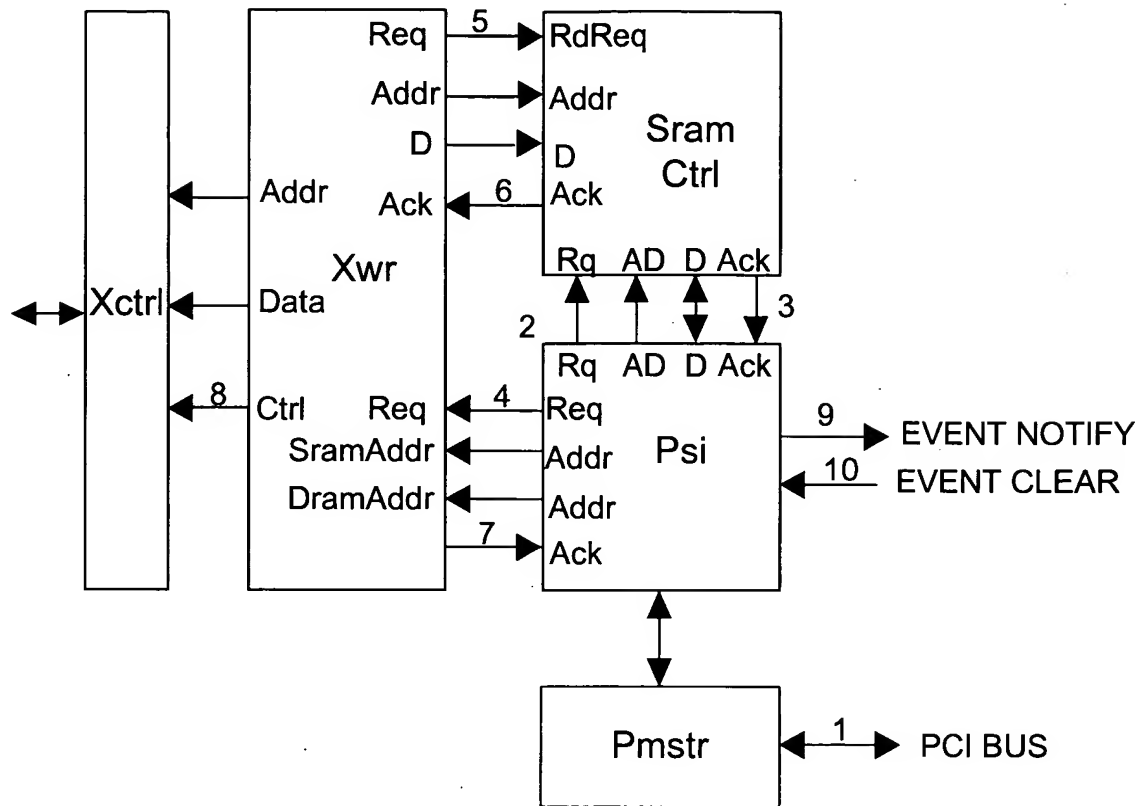 Req 5 RdReq
Addr Addr
D D
Sram
Ctrl
Ack 6 Ack
Addr
Xwr
Rq AD D Ack
Xctrl
Data
2 3
Rq AD D Ack
8 Ctrl
Req 4 Req
Psi
9 EVENT NOTIFY
SramAddr Addr
10 EVENT CLEAR
DramAddr Addr
7 Ack
Pmstr
1 PCI BUS